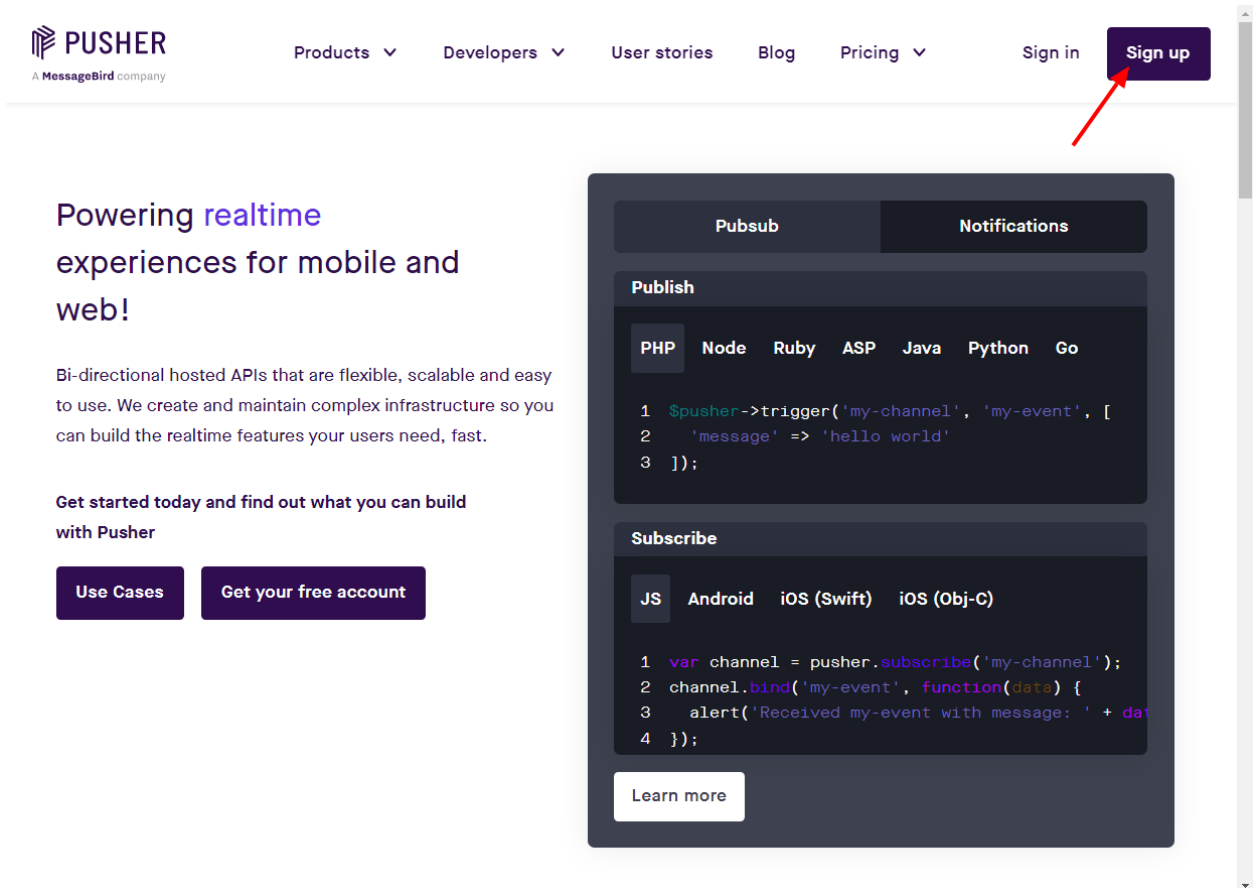 PUSHER
A MessageBird company
Products Developers User stories Blog Pricing Sign in Sign up
Powering realtime
experiences for mobile and
web!
Bi-directional hosted APIs that are flexible, scalable and easy
to use. We create and maintain complex infrastructure so you
can build the realtime features your users need, fast.
Get started today and find out what you can build
with Pusher
Use Cases Get your free account
Pubsub Notifications
Publish
PHP Node Ruby ASP Java Python Go
1 $pusher->trigger('my-channel', 'my-event', [
2 'message' => 'hello world'
3 ]);
Subscribe
JS Android iOS (Swift) iOS (Obj-C)
1 var channel = pusher.subscribe('my-channel');
2 channel.bind('my-event', function(data) {
3 alert('Received my-event with message: ' + dat
4 });
Learn more